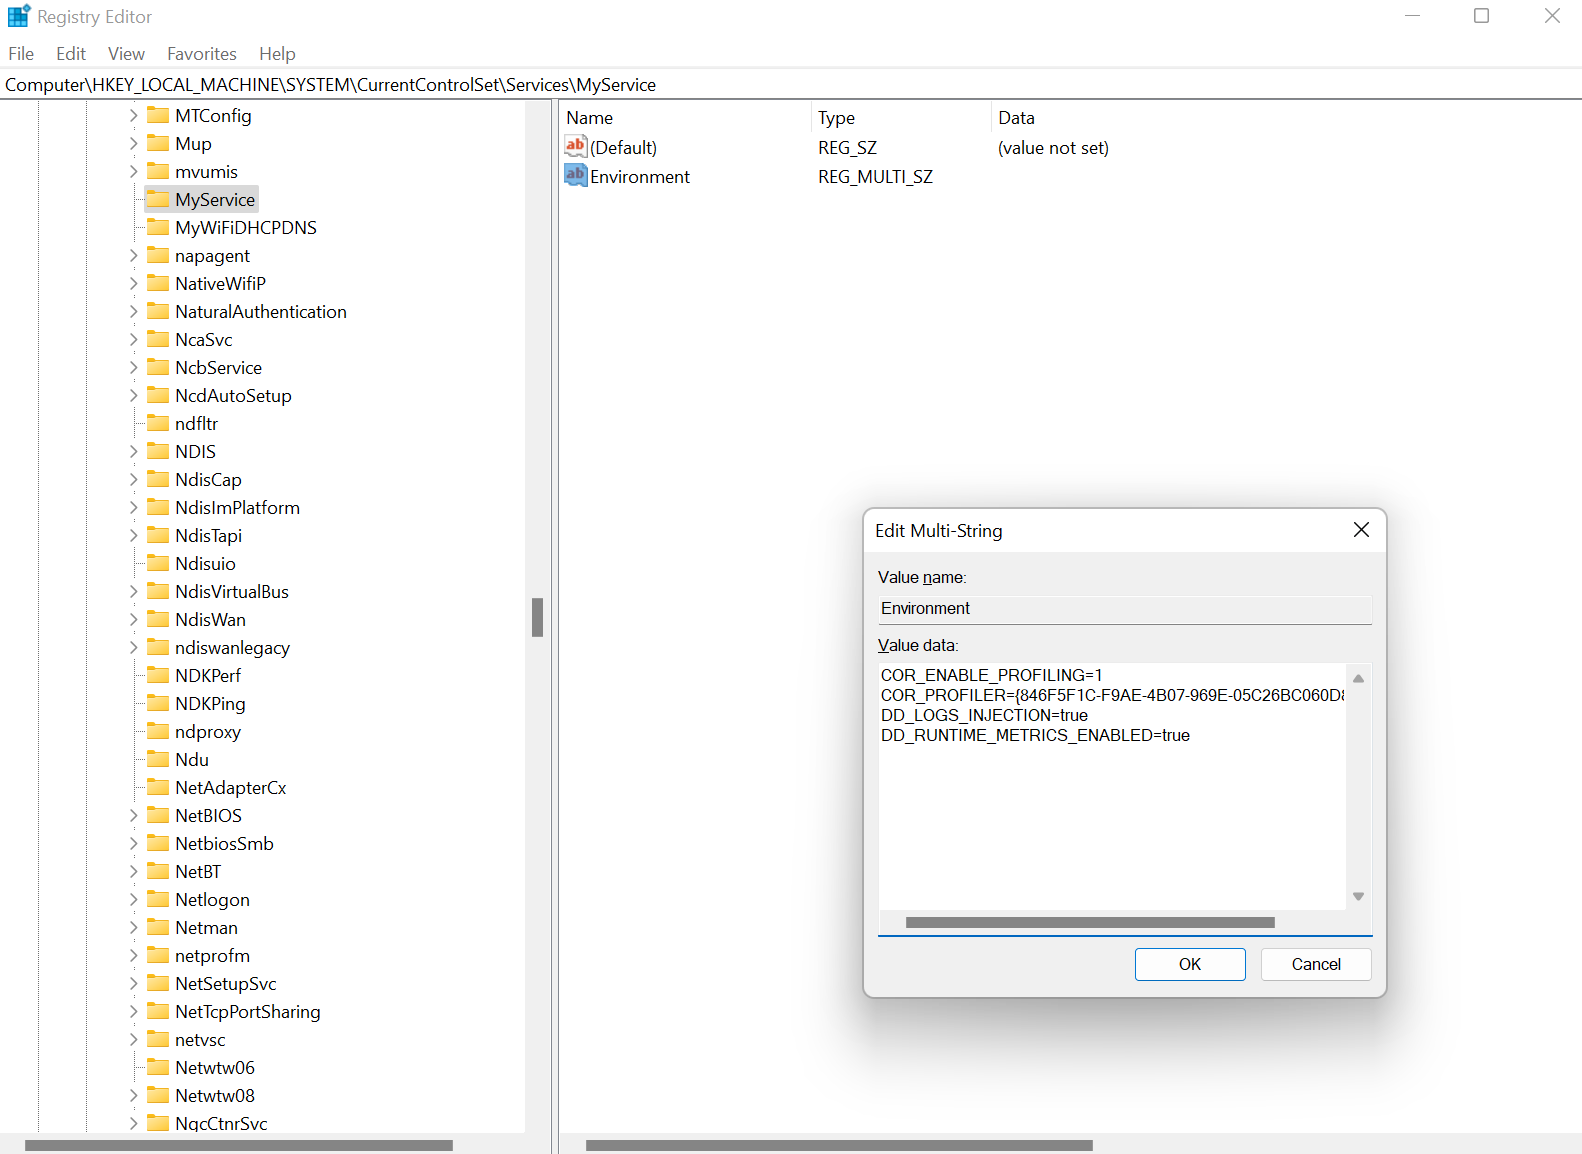 Registry Editor
File Edit View Favorites Help
Computer\HKEY_LOCAL_MACHINE\SYSTEM\CurrentControlSet\Services\MyService
MTConfig
Mup
mvumis
MyService
MyWiFiDHCPDNS
napagent
NativeWifiP
NaturalAuthentication
NcaSvc
NcbService
NcdAutoSetup
ndfltr
NDIS
NdisCap
NdisImPlatform
NdisTapi
Ndisuio
NdisVirtualBus
NdisWan
ndiswanlegacy
NDKPerf
NDKPing
ndproxy
Ndu
NetAdapterCx
NetBIOS
NetbiosSmb
NetBT
Netlogon
Netman
netprofm
NetSetupSvc
NetTcpPortSharing
netvsc
Netwtw06
Netwtw08
NgcCtnrSvc
Name Type Data
ab (Default) REG_SZ (value not set)
ab Environment REG_MULTI_SZ
Edit Multi-String
Value name:
Environment
Value data:
COR_ENABLE_PROFILING=1
COR_PROFILER={846F5F1C-F9AE-4B07-969E-05C26BC060D8
DD_LOGS_INJECTION=true
DD_RUNTIME_METRICS_ENABLED=true
OK Cancel